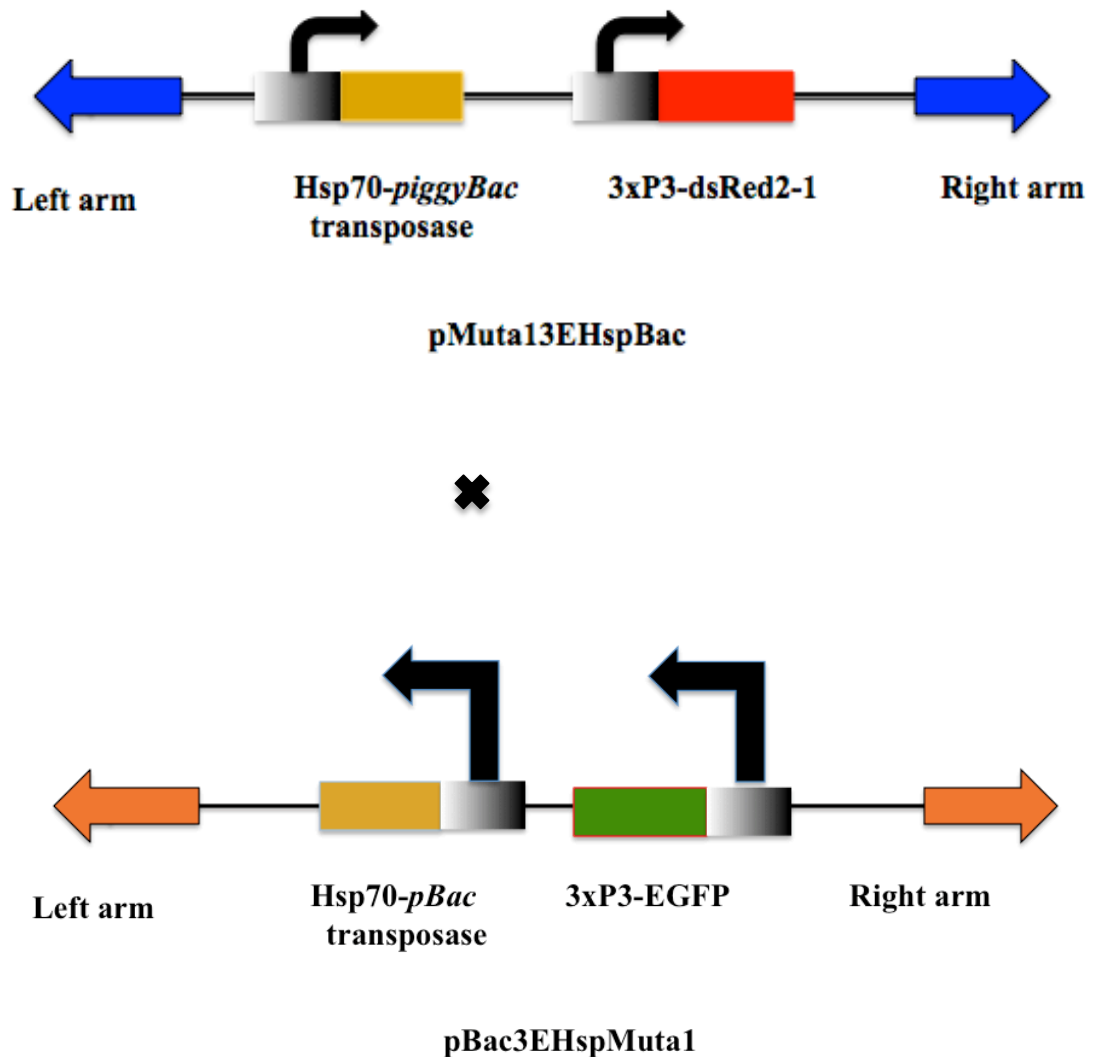 Left arm
Hsp70-piggyBac
transposase
3xP3-dsRed2-1
Right arm
pMuta13EHspBac
Left arm
Hsp70-pBac
transposase
3xP3-EGFP
Right arm
pBac3EHspMuta1